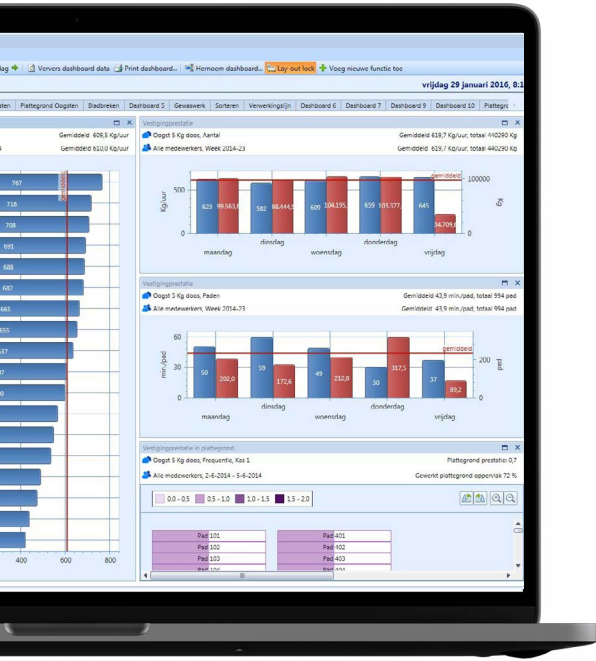 Ververs dashboard data Print dashboard... Hernoem dashboard... Lay-out lock Voeg nieuwe functie toe
vrijdag 29 januari 2016, 8:1
Plattegrond Oogsten Bladbreken Dashboard 5 Gewaswerk Sorteren Verwerkingslijn Dashboard 6 Dashboard 7 Dashboard 9 Dashboard 10
Gemiddeld 609,5 Kg/uur
Gemiddeld 610,0 Kg/uur
gemiddeld
767
718
708
691
688
682
665
655
400 600 800
Vestigingprestatie
Oogst 5 Kg doos, Aantal
Gemiddeld 619,7 Kg/uur, totaal 440290 Kg
Alle medewerkers, Week 2014-23
Gemiddeld 619,7 Kg/uur, totaal 440290 Kg
gemiddeld
Kg/uur
500
0
623 99.563, 582 88.444,5 609 104.195, 659 103.377, 645 34.709,6
100000
0
Kg
maandag dinsdag woensdag donderdag vrijdag
Vestigingprestatie
Oogst 5 Kg doos, Paden
Gemiddeld 43,9 min./pad, totaal 994 pad
Alle medewerkers, Week 2014-23
Gemiddeld 43,9 min./pad, totaal 994 pad
gemiddeld
min./pad
60
30
0
50 202,0 59 172,6 49 212,8 30 317,5 37 89,2
200
0
pad
maandag dinsdag woensdag donderdag vrijdag
Vestigingprestatie in plattegrond
Oogst 5 Kg doos, Frequentie, Kas 1
Plattegrond prestatie: 0,7
Alle medewerkers, 2-6-2014 - 5-6-2014
Gewerkt plattegrond oppervlak 72 %
0.0 - 0.5 0.5 - 1.0 1.0 - 1.5 1.5 - 2.0
Pad 101 Pad 401
Pad 102 Pad 402
Pad 103 Pad 403